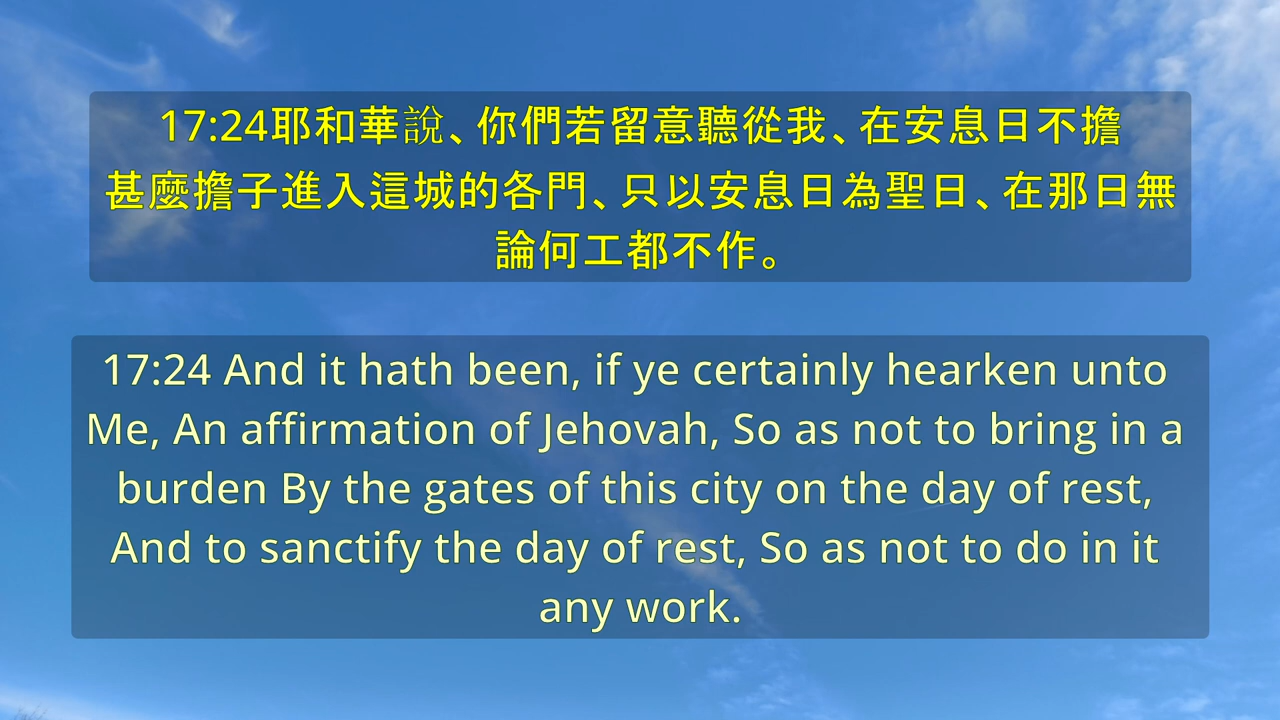 17:24耶和華說、你們若留意聽從我、在安息日不擔
甚麼擔子進入這城的各門、只以安息日為聖日、在那日無
論何工都不作。
17:24 And it hath been, if ye certainly hearken unto
Me, An affirmation of Jehovah, So as not to bring in a
burden By the gates of this city on the day of rest,
And to sanctify the day of rest, So as not to do in it
any work.